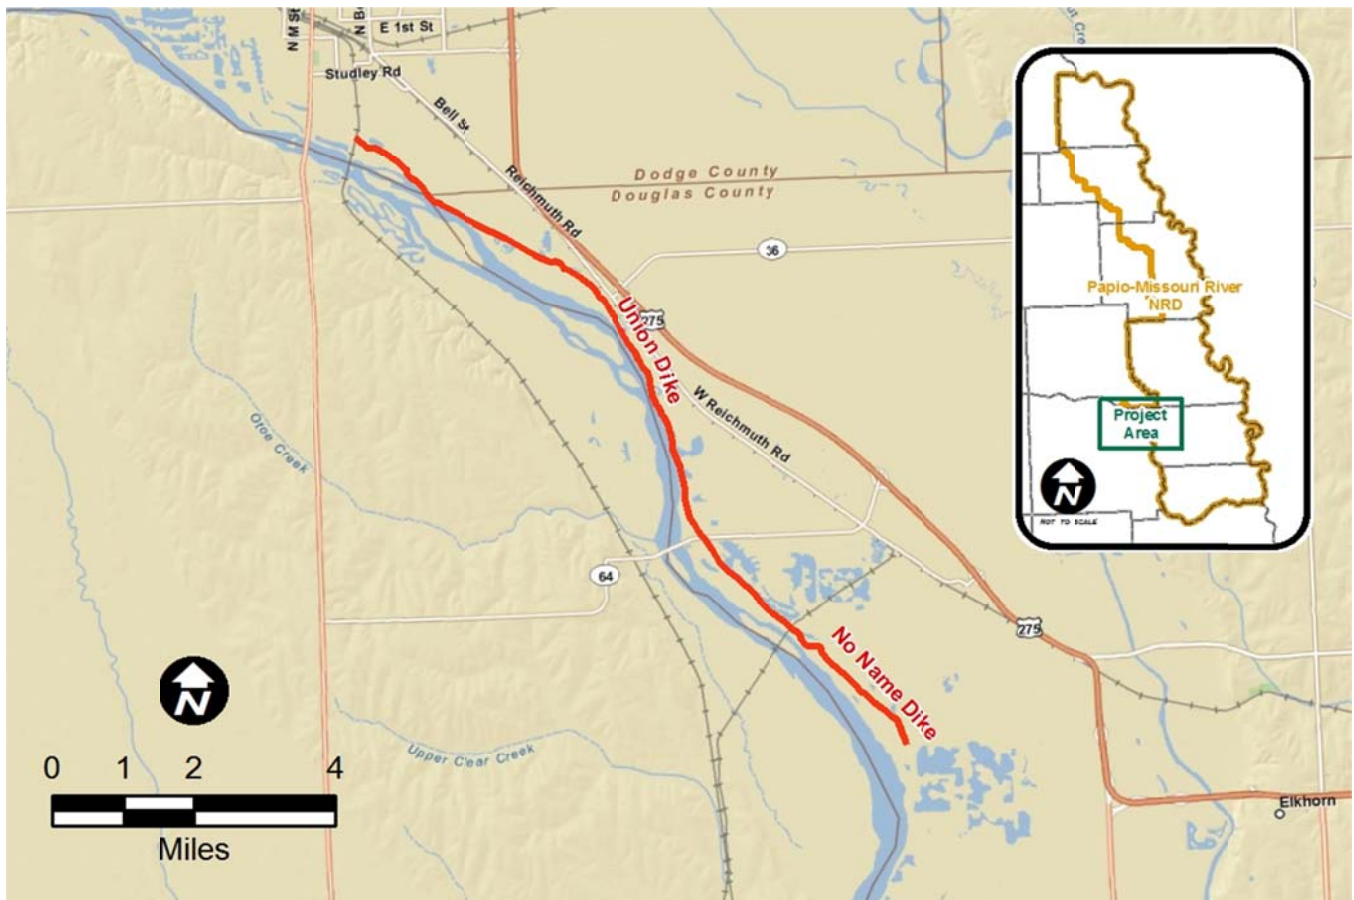 N M St
N B
E 1st St
Studley Rd
Bell St
Reichmuth Rd
Dodge County
Douglas County
36
275
Union Dike
W Reichmuth Rd
Otoe Creek
64
No Name Dike
275
Upper Clear Creek
Elkhorn
N
0 1 2 4
Miles
Papio-Missouri River
NRD
Project
Area
N
NOT TO SCALE